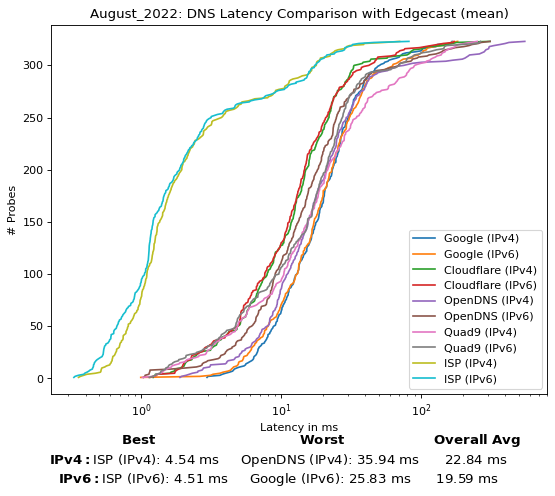 August_2022: DNS Latency Comparison with Edgecast (mean)
# Probes
300
250
200
150
100
50
0
10⁰
10¹
10²
Latency in ms
Google (IPv4)
Google (IPv6)
Cloudflare (IPv4)
Cloudflare (IPv6)
OpenDNS (IPv4)
OpenDNS (IPv6)
Quad9 (IPv4)
Quad9 (IPv6)
ISP (IPv4)
ISP (IPv6)
Best Worst Overall Avg
IPv4: ISP (IPv4): 4.54 ms OpenDNS (IPv4): 35.94 ms 22.84 ms
IPv6: ISP (IPv6): 4.51 ms Google (IPv6): 25.83 ms 19.59 ms